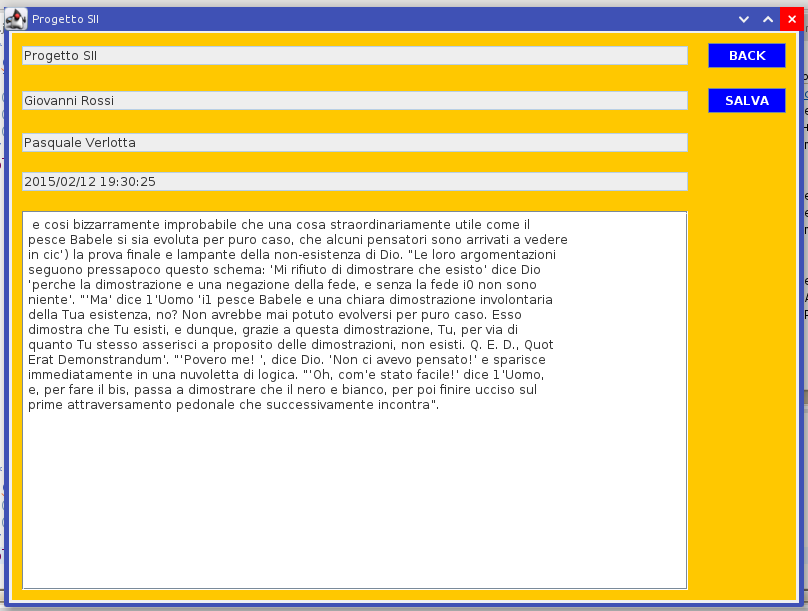 Progetto SII
Progetto SII
BACK
Giovanni Rossi
SALVA
Pasquale Verlotta
2015/02/12 19:30:25
e cosi bizzarramente improbabile che una cosa straordinariamente utile come il
pesce Babele si sia evoluta per puro caso, che alcuni pensatori sono arrivati a vedere
in cic') la prova finale e lampante della non-esistenza di Dio. "Le loro argomentazioni
seguono pressapoco questo schema: 'Mi rifiuto di dimostrare che esisto' dice Dio
'perche la dimostrazione e una negazione della fede, e senza la fede i0 non sono
niente'. "'Ma' dice 1'Uomo 'i1 pesce Babele e una chiara dimostrazione involontaria
della Tua esistenza, no? Non avrebbe mai potuto evolversi per puro caso. Esso
dimostra che Tu esisti, e dunque, grazie a questa dimostrazione, Tu, per via di
quanto Tu stesso asserisci a proposito delle dimostrazioni, non esisti. Q. E. D., Quot
Erat Demonstrandum'. "'Povero me! ', dice Dio. 'Non ci avevo pensato!' e sparisce
immediatamente in una nuvoletta di logica. "'Oh, com'e stato facile!' dice 1'Uomo,
e, per fare il bis, passa a dimostrare che il nero e bianco, per poi finire ucciso sul
prime attraversamento pedonale che successivamente incontra".